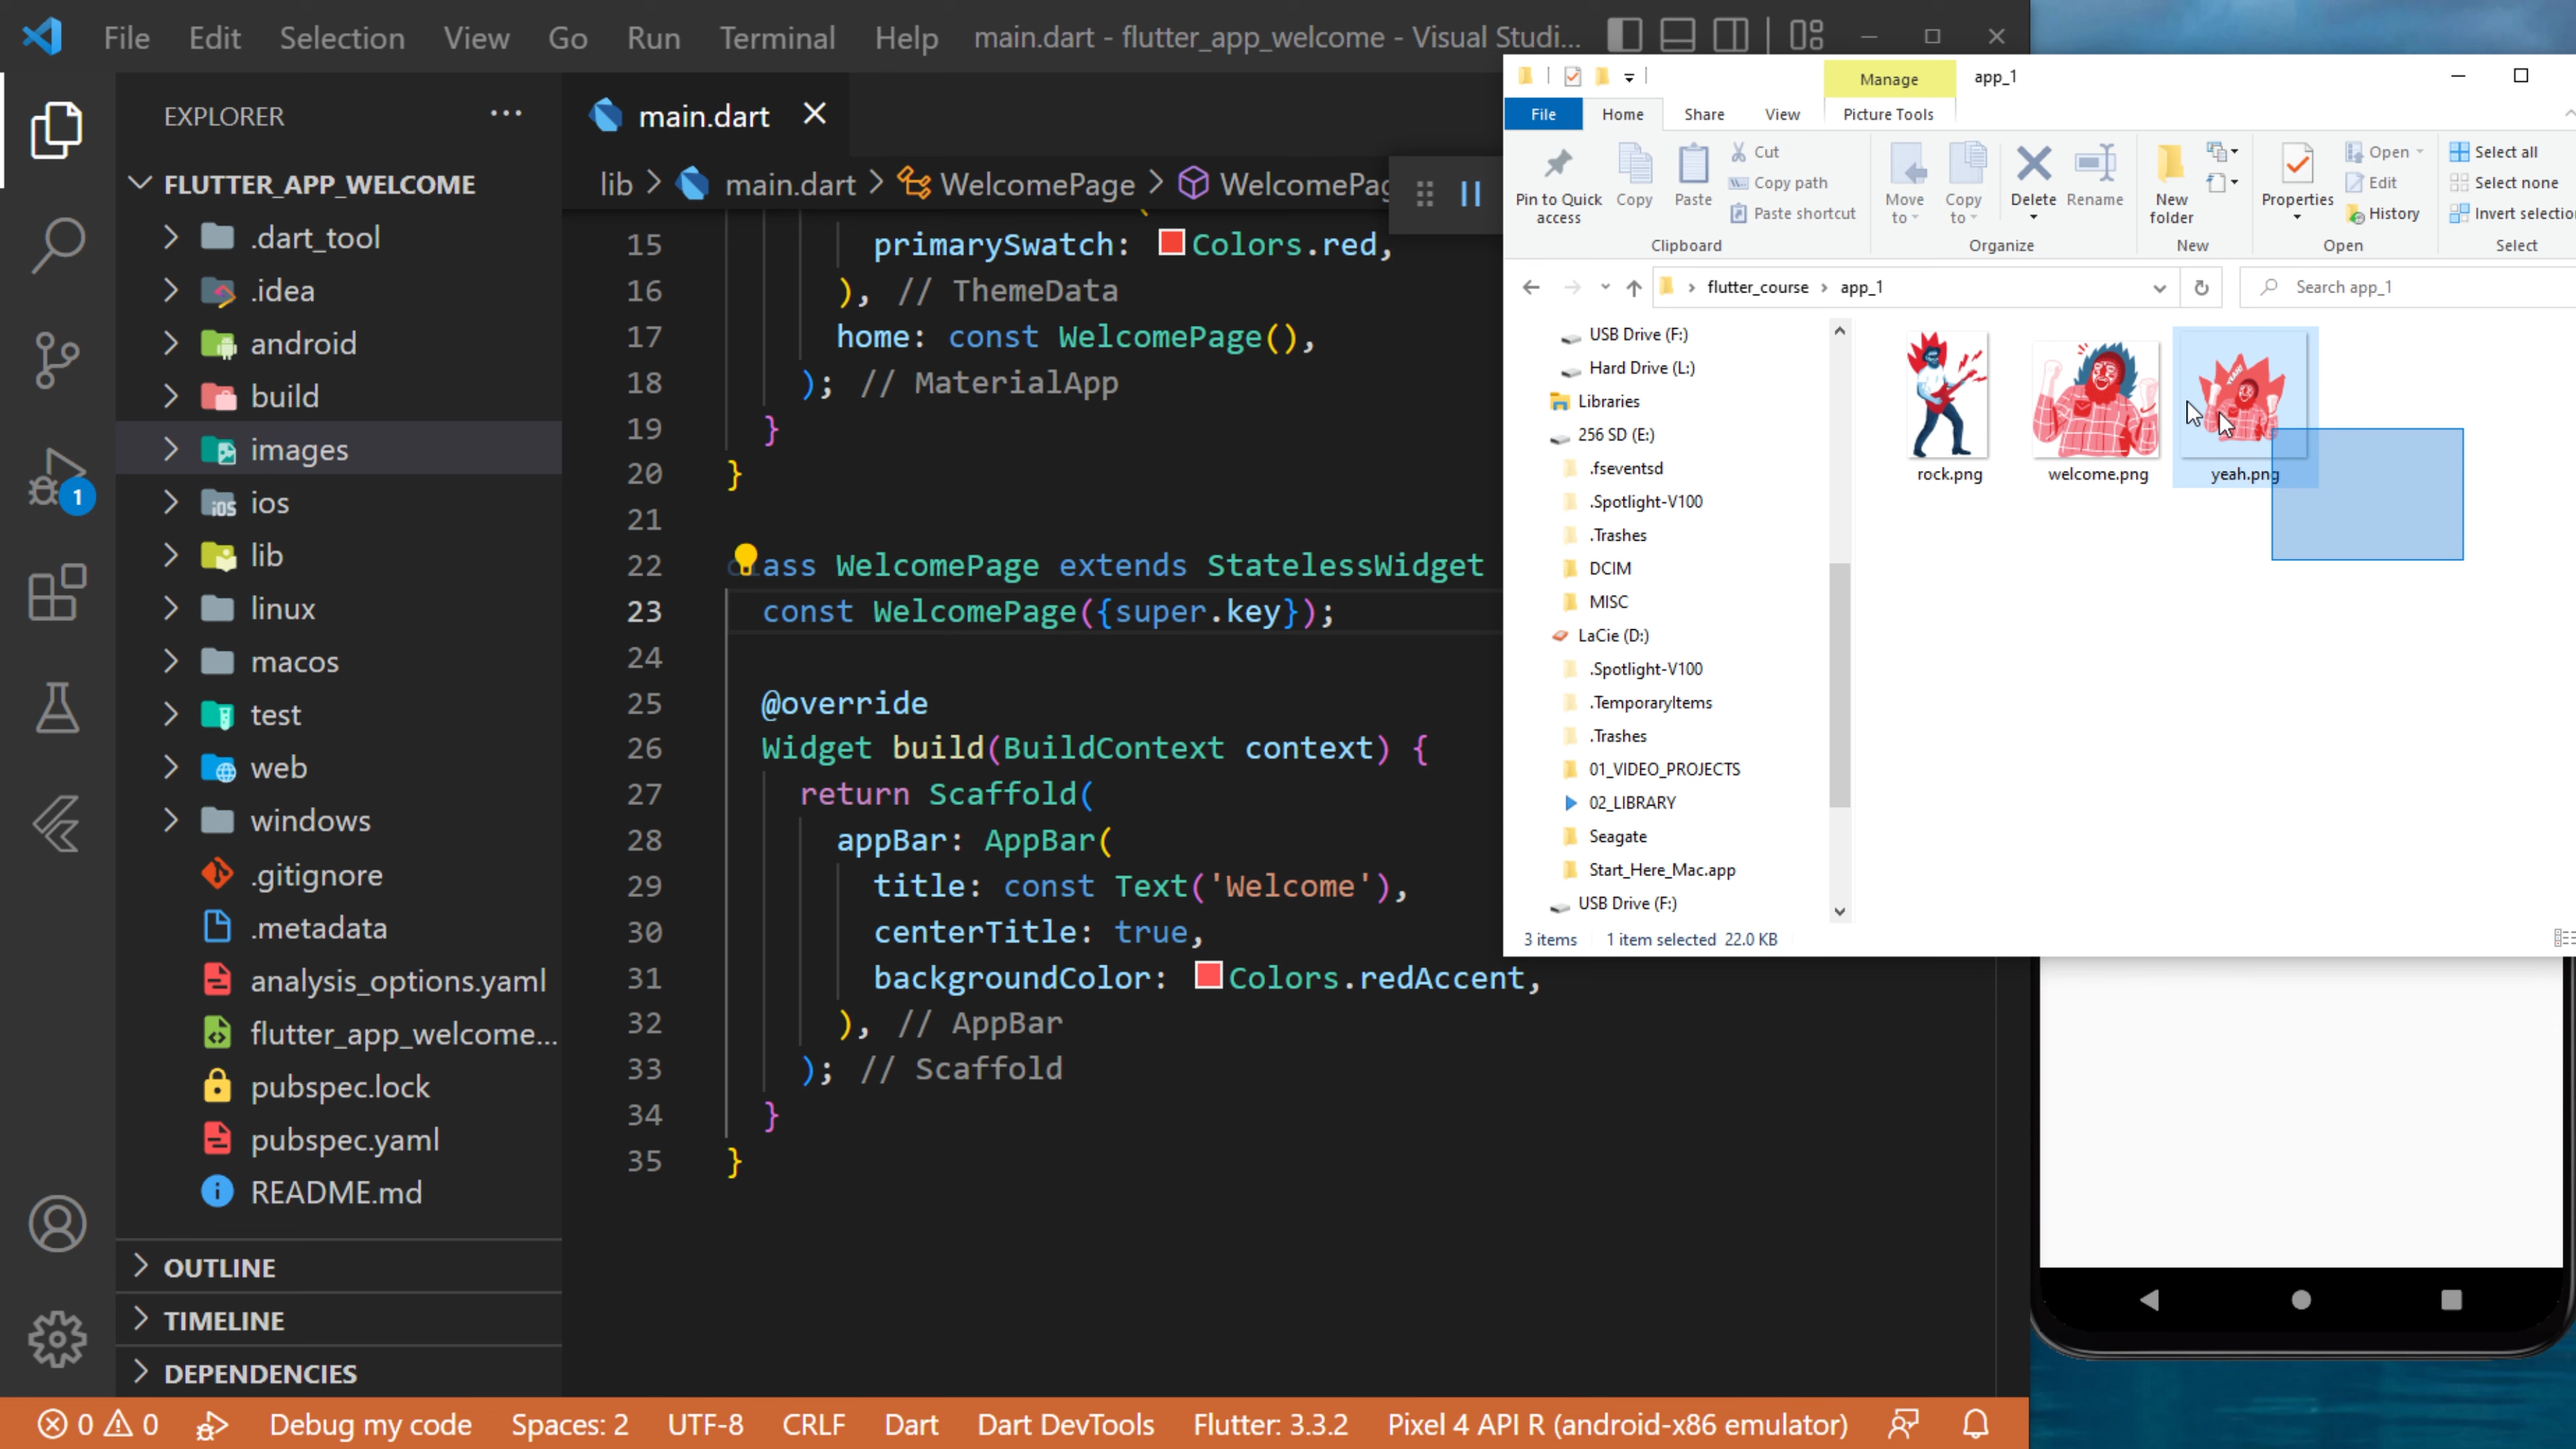 File Edit Selection View Go Run Terminal Help main.dart - flutter_app_welcome - Visual Studi...
EXPLORER
FLUTTER_APP_WELCOME
.dart_tool
.idea
android
build
images
ios
lib
linux
macos
test
web
windows
.gitignore
.metadata
analysis_options.yaml
flutter_app_welcome...
pubspec.lock
pubspec.yaml
README.md
OUTLINE
TIMELINE
DEPENDENCIES
1
main.dart
lib > main.dart > WelcomePage > WelcomePag
15 primarySwatch: Colors.red,
16 ), // ThemeData
17 home: const WelcomePage(),
18 ); // MaterialApp
19 }
20 }
21
22 ass WelcomePage extends StatelessWidget
23 const WelcomePage({super.key});
24
25 @override
26 Widget build(BuildContext context) {
27 return Scaffold(
28 appBar: AppBar(
29 title: const Text('Welcome'),
30 centerTitle: true,
31 backgroundColor: Colors.redAccent,
32 ), // AppBar
33 ); // Scaffold
34 }
35 }
Manage app_1
File Home Share View Picture Tools
Pin to Quick access
Copy
Paste
Cut
Copy path
Paste shortcut
Clipboard
Move to
Copy to
Delete
Rename
Organize
New folder
New
Properties
Open
Edit
History
Open
Select all
Select none
Invert selectio
Select
flutter_course > app_1
Search app_1
USB Drive (F:)
Hard Drive (L:)
Libraries
256 SD (E:)
.fseventsd
.Spotlight-V100
.Trashes
DCIM
MISC
LaCie (D:)
.Spotlight-V100
.TemporaryItems
.Trashes
01_VIDEO_PROJECTS
02_LIBRARY
Seagate
Start_Here_Mac.app
USB Drive (F:)
YEAH!
rock.png
welcome.png
yeah.png
3 items 1 item selected 22.0 KB
0 0 Debug my code Spaces: 2 UTF-8 CRLF Dart Dart DevTools Flutter: 3.3.2 Pixel 4 API R (android-x86 emulator)